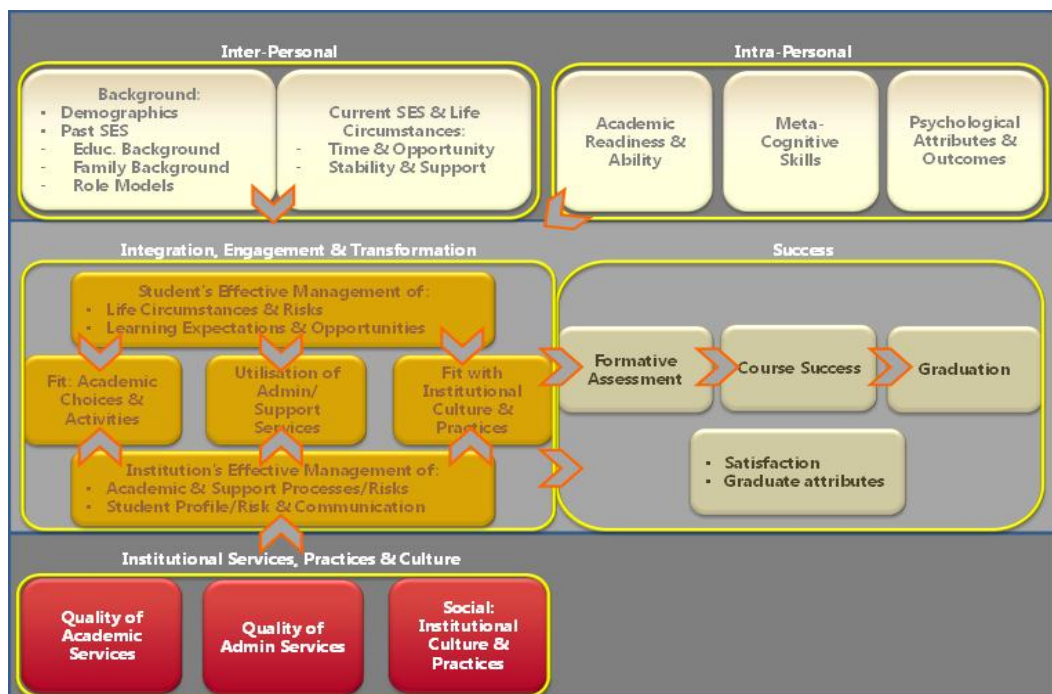 Inter-Personal
Background:
• Demographics
• Past SES
- Educ. Background
- Family Background
- Role Models
Current SES & Life
Circumstances:
- Time & Opportunity
- Stability & Support
Intra-Personal
Academic
Readiness &
Ability
Meta-
Cognitive
Skills
Psychological
Attributes &
Outcomes
Integration, Engagement & Transformation
Student's Effective Management of:
• Life Circumstances & Risks
• Learning Expectations & Opportunities
Fit: Academic
Choices &
Activities
Utilisation of
Admin/
Support
Services
Fit with
Institutional
Culture &
Practices
Institution's Effective Management of:
• Academic & Support Processes/Risks
• Student Profile/Risk & Communication
Success
Formative
Assessment
Course Success
Graduation
• Satisfaction
• Graduate attributes
Institutional Services, Practices & Culture
Quality of
Academic
Services
Quality of
Admin Services
Social:
Institutional
Culture &
Practices